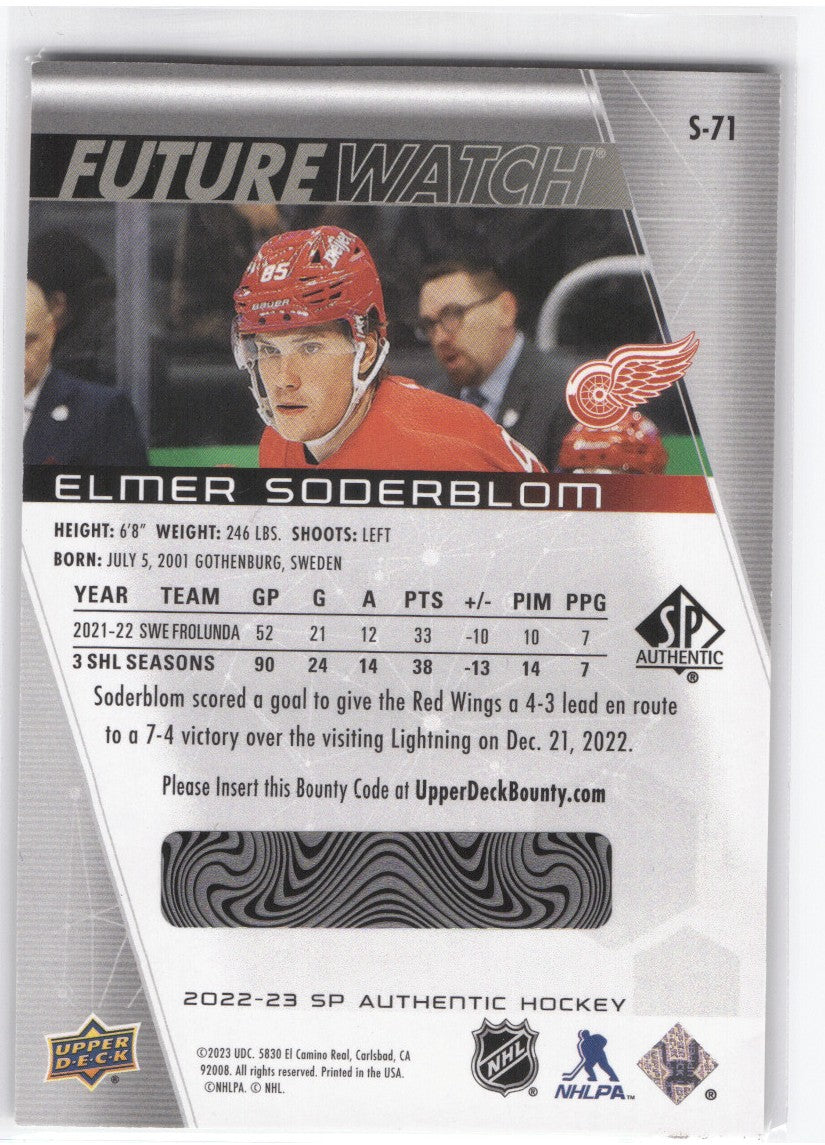 S-71
FUTURE WATCH®
85
BAUER
ELMER SODERBLOM
HEIGHT: 6'8" WEIGHT: 246 LBS. SHOOTS: LEFT
BORN: JULY 5, 2001 GOTHENBURG, SWEDEN
YEAR TEAM GP G A PTS +/- PIM PPG
2021-22 SWE FROLUNDA 52 21 12 33 -10 10 7
3 SHL SEASONS 90 24 14 38 -13 14 7
SP
AUTHENTIC
®
Soderblom scored a goal to give the Red Wings a 4-3 lead en route
to a 7-4 victory over the visiting Lightning on Dec. 21, 2022.
Please Insert this Bounty Code at UpperDeckBounty.com
2022-23 SP AUTHENTIC HOCKEY
UPPER
DECK
®
©2023 UDC. 5830 El Camino Real, Carlsbad, CA
92008. All rights reserved. Printed in the USA.
©NHLPA. © NHL.
NHL
®
NHLPA™
®